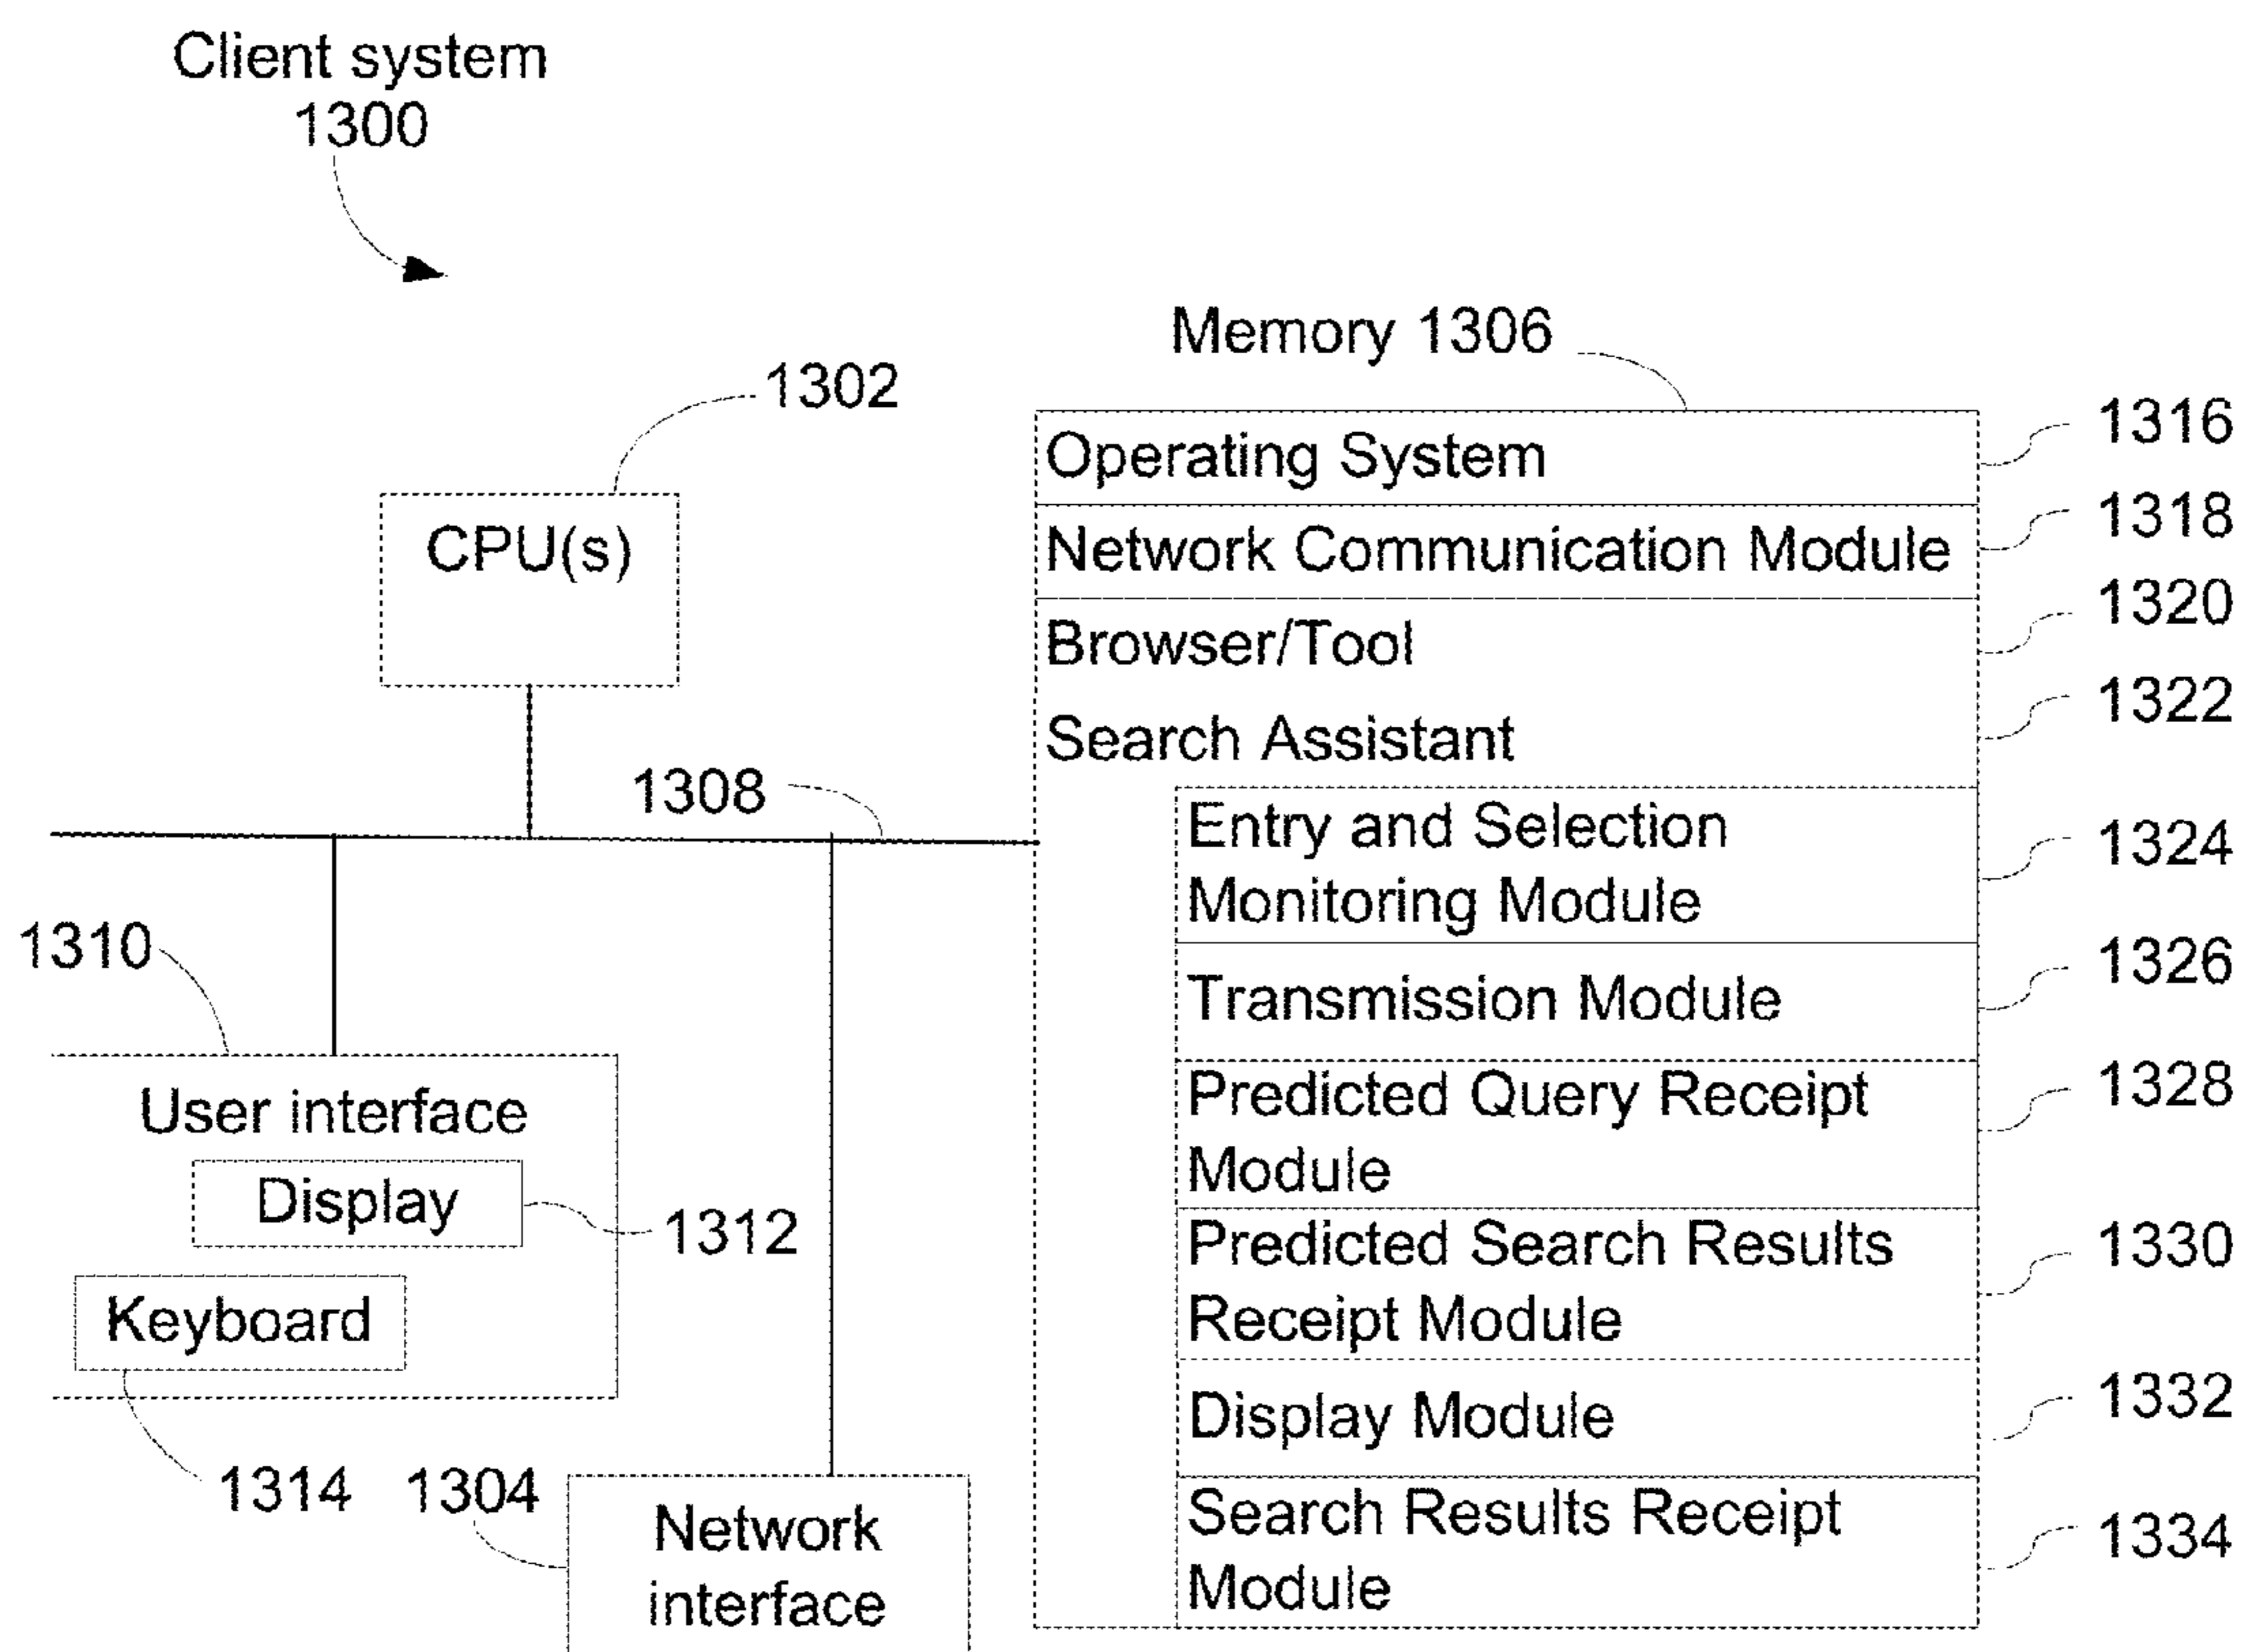 Client system
1300
Memory 1306
1302
1316
Operating System
CPU(s)
1318
Network Communication Module
1320
Browser/Tool
1322
Search Assistant
1308
Entry and Selection
Monitoring Module
1324
1310
1326
Transmission Module
User interface
Predicted Query Receipt
Module
1328
Display
1312
Predicted Search Results
Receipt Module
1330
Keyboard
1332
Display Module
1314
1304
Network
interface
Search Results Receipt
Module
1334